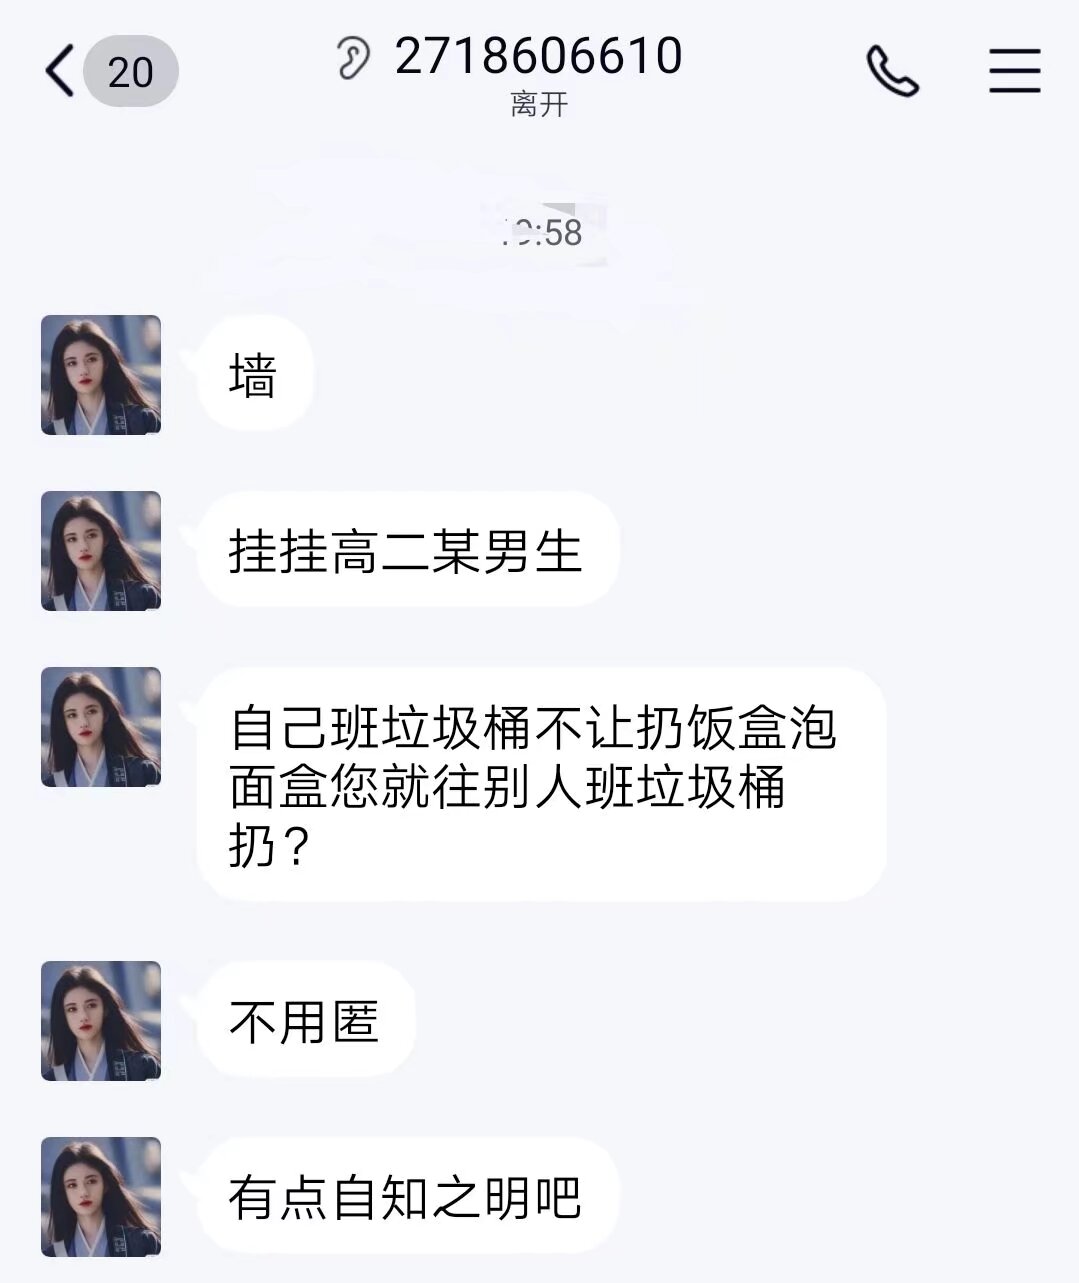 20
2718606610
离开
:58
墙
挂挂高二某男生
自己班垃圾桶不让扔饭盒泡
面盒您就往别人班垃圾桶
扔？
不用匿
有点自知之明吧